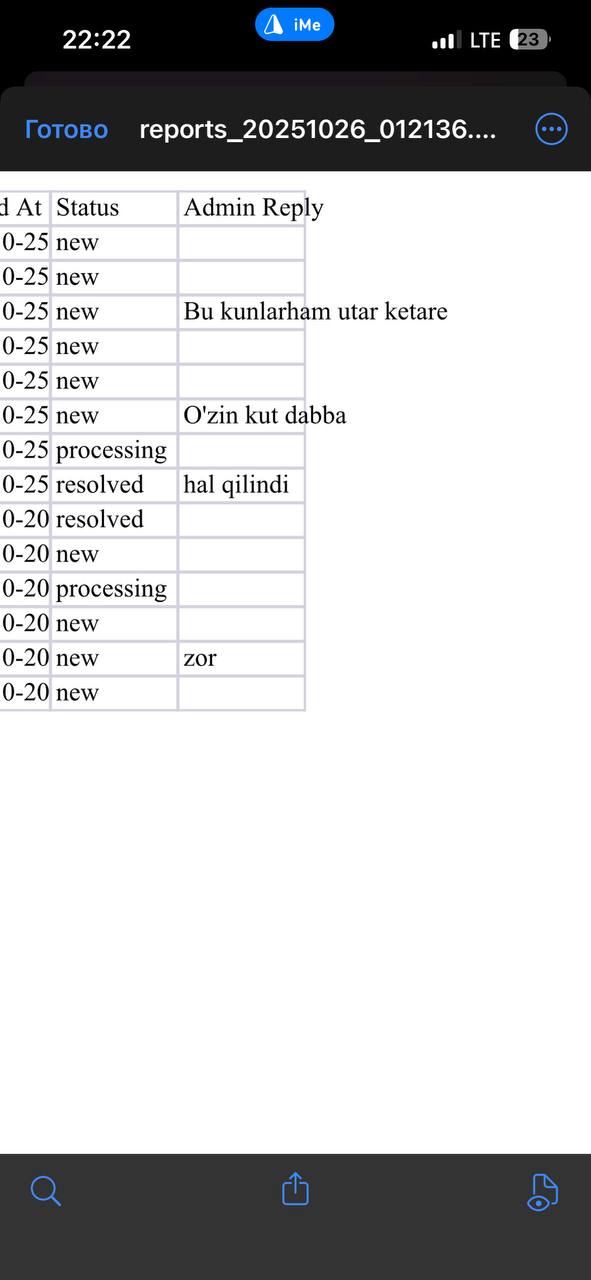 22:22
iMe
LTE
23
Готово
reports_20251026_012136....
d At Status Admin Reply
0-25 new
0-25 new
0-25 new Bu kunlarham utar ketare
0-25 new
0-25 new
0-25 new O'zin kut dabba
0-25 processing
0-25 resolved hal qilindi
0-20 resolved
0-20 new
0-20 processing
0-20 new
0-20 new zor
0-20 new